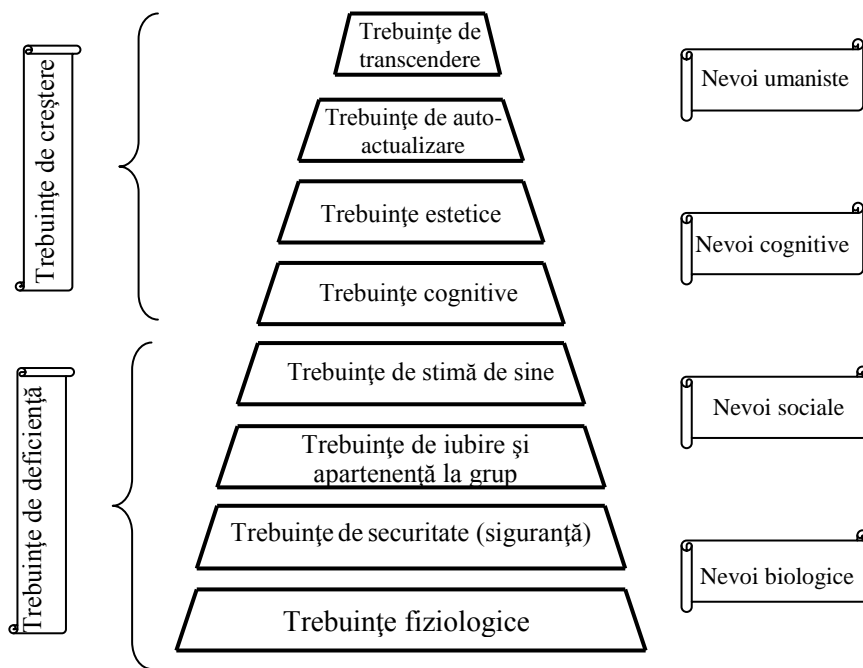 Trebuinţe de creştere
Trebuinţe de
transcendere
Nevoi umaniste
Trebuinţe de auto-
actualizare
Trebuinţe estetice
Nevoi cognitive
Trebuinţe cognitive
Trebuinţe de deficienţă
Trebuinţe de stimă de sine
Nevoi sociale
Trebuinţe de iubire şi
apartenenţă la grup
Trebuinţe de securitate (siguranţă)
Nevoi biologice
Trebuinţe fiziologice